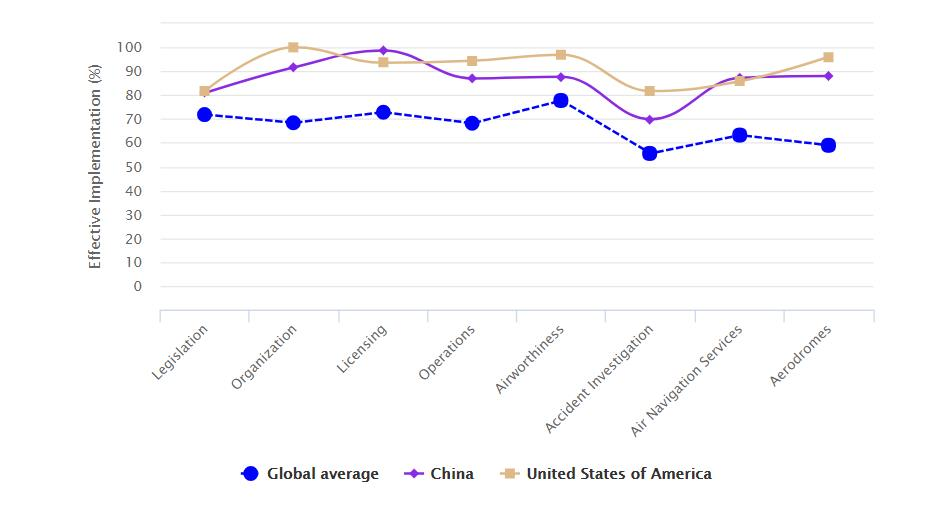 Effective Implementation (%)
100
90
80
70
60
50
40
30
20
10
0
Legislation
Organization
Licensing
Operations
Airworthiness
Accident Investigation
Air Navigation Services
Aerodromes
Global average
China
United States of America